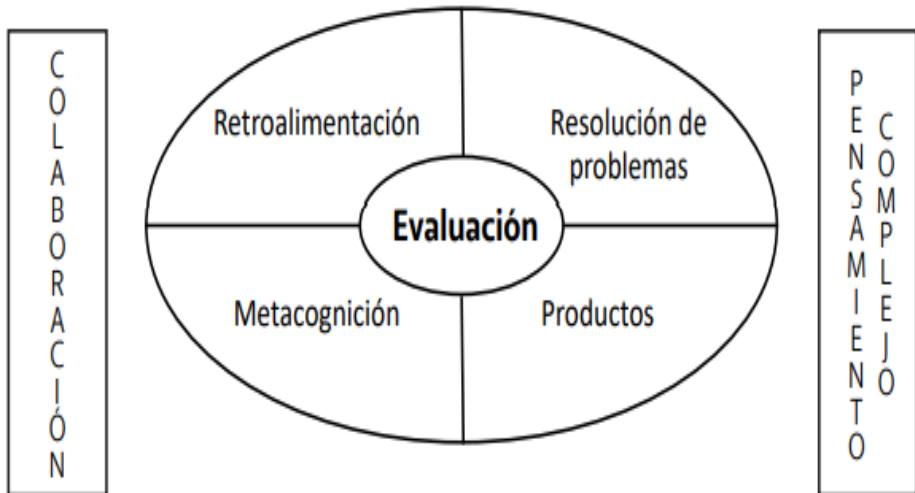 COLABORACIÓN
Retroalimentación
Resolución de
problemas
Evaluación
Metacognición
Productos
PENSAMIENTO
COMPLEJO